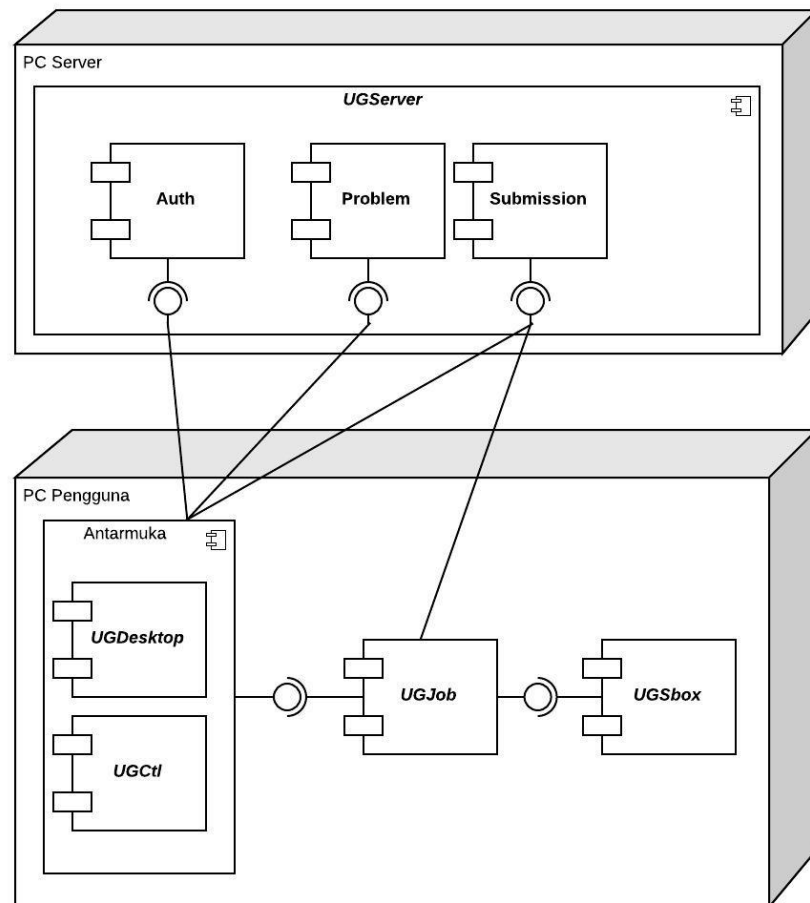 PC Server
UGServer
Auth
Problem
Submission
PC Pengguna
Antarmuka
UGDesktop
UGJob
UGSbox
UGCtl